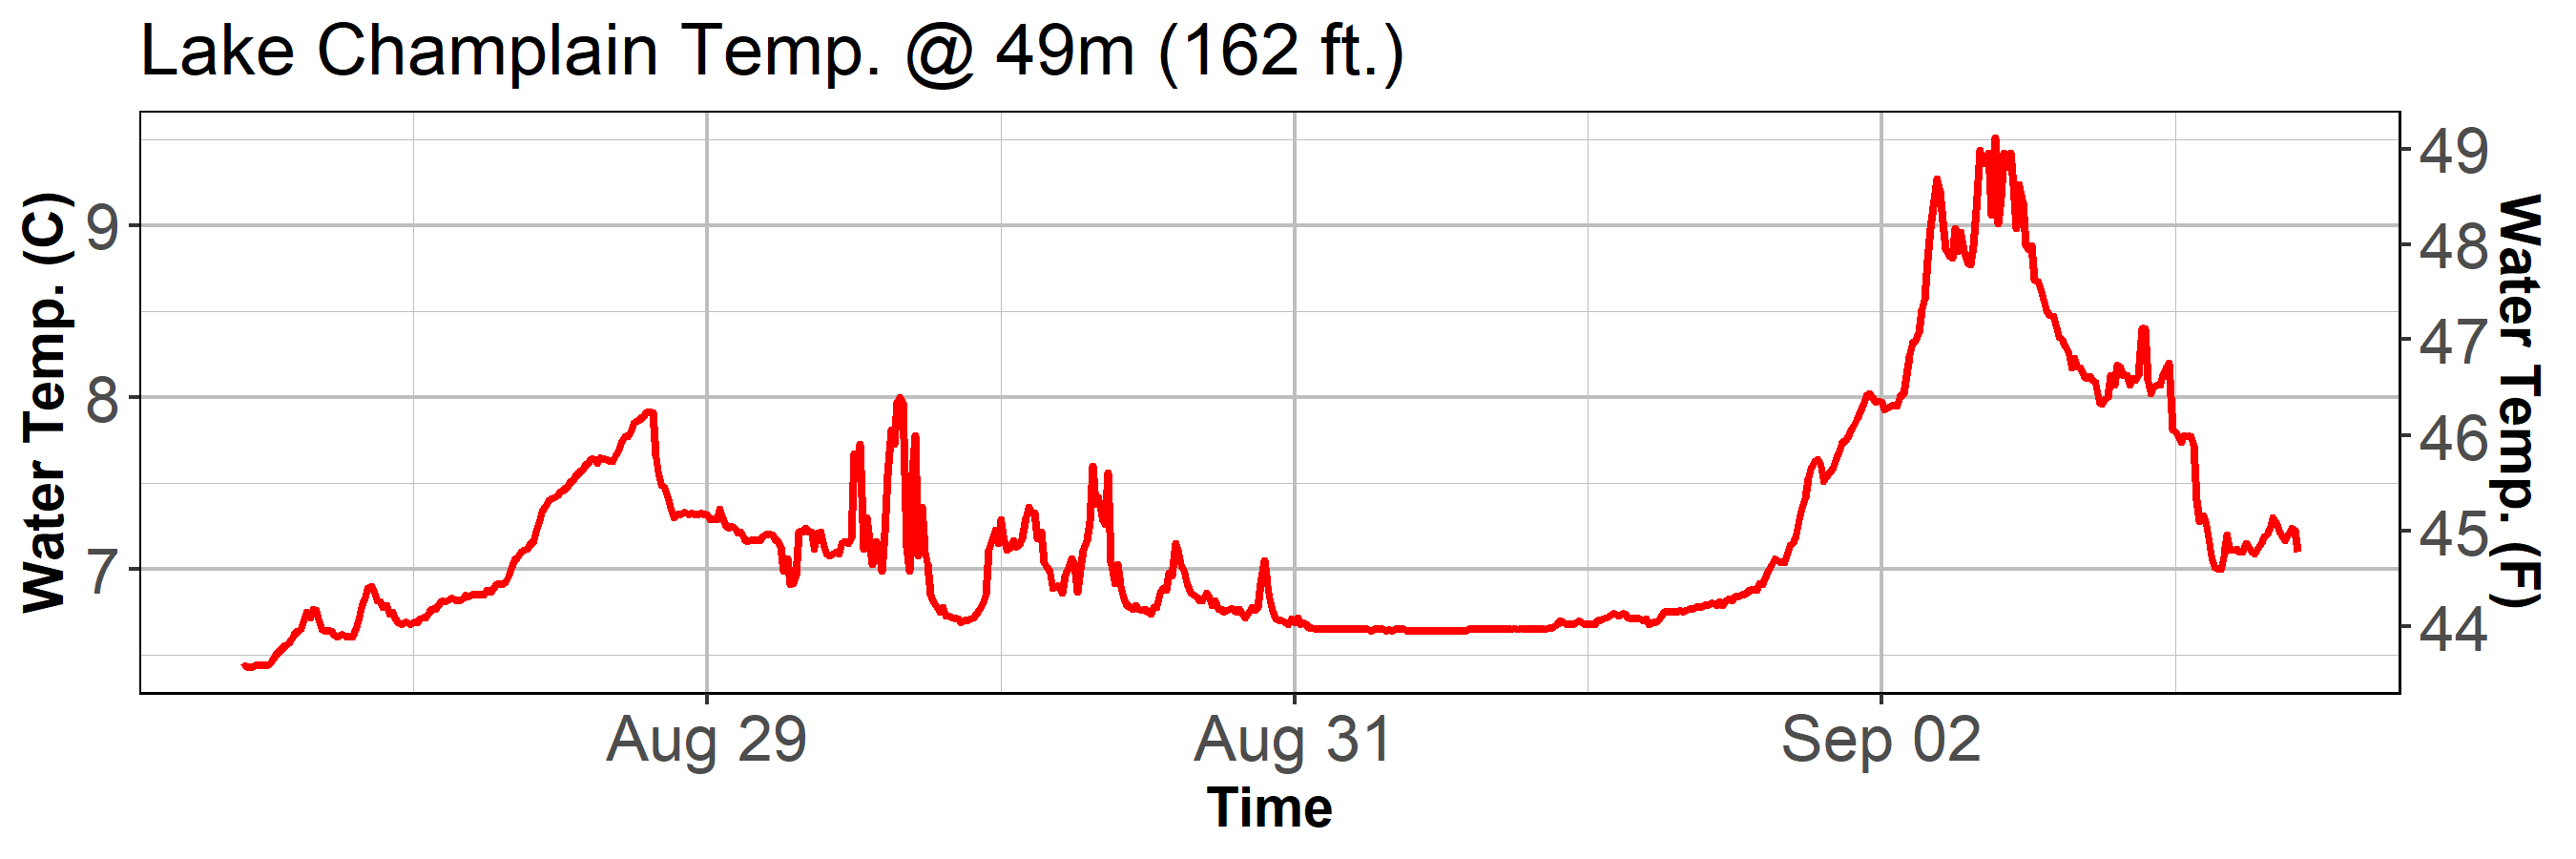 Lake Champlain Temp. @ 49m (162 ft.)
Water Temp. (C)
9
8
7
49
48
47
46
45
44
Water Temp. (F)
Aug 29
Aug 31
Sep 02
Time